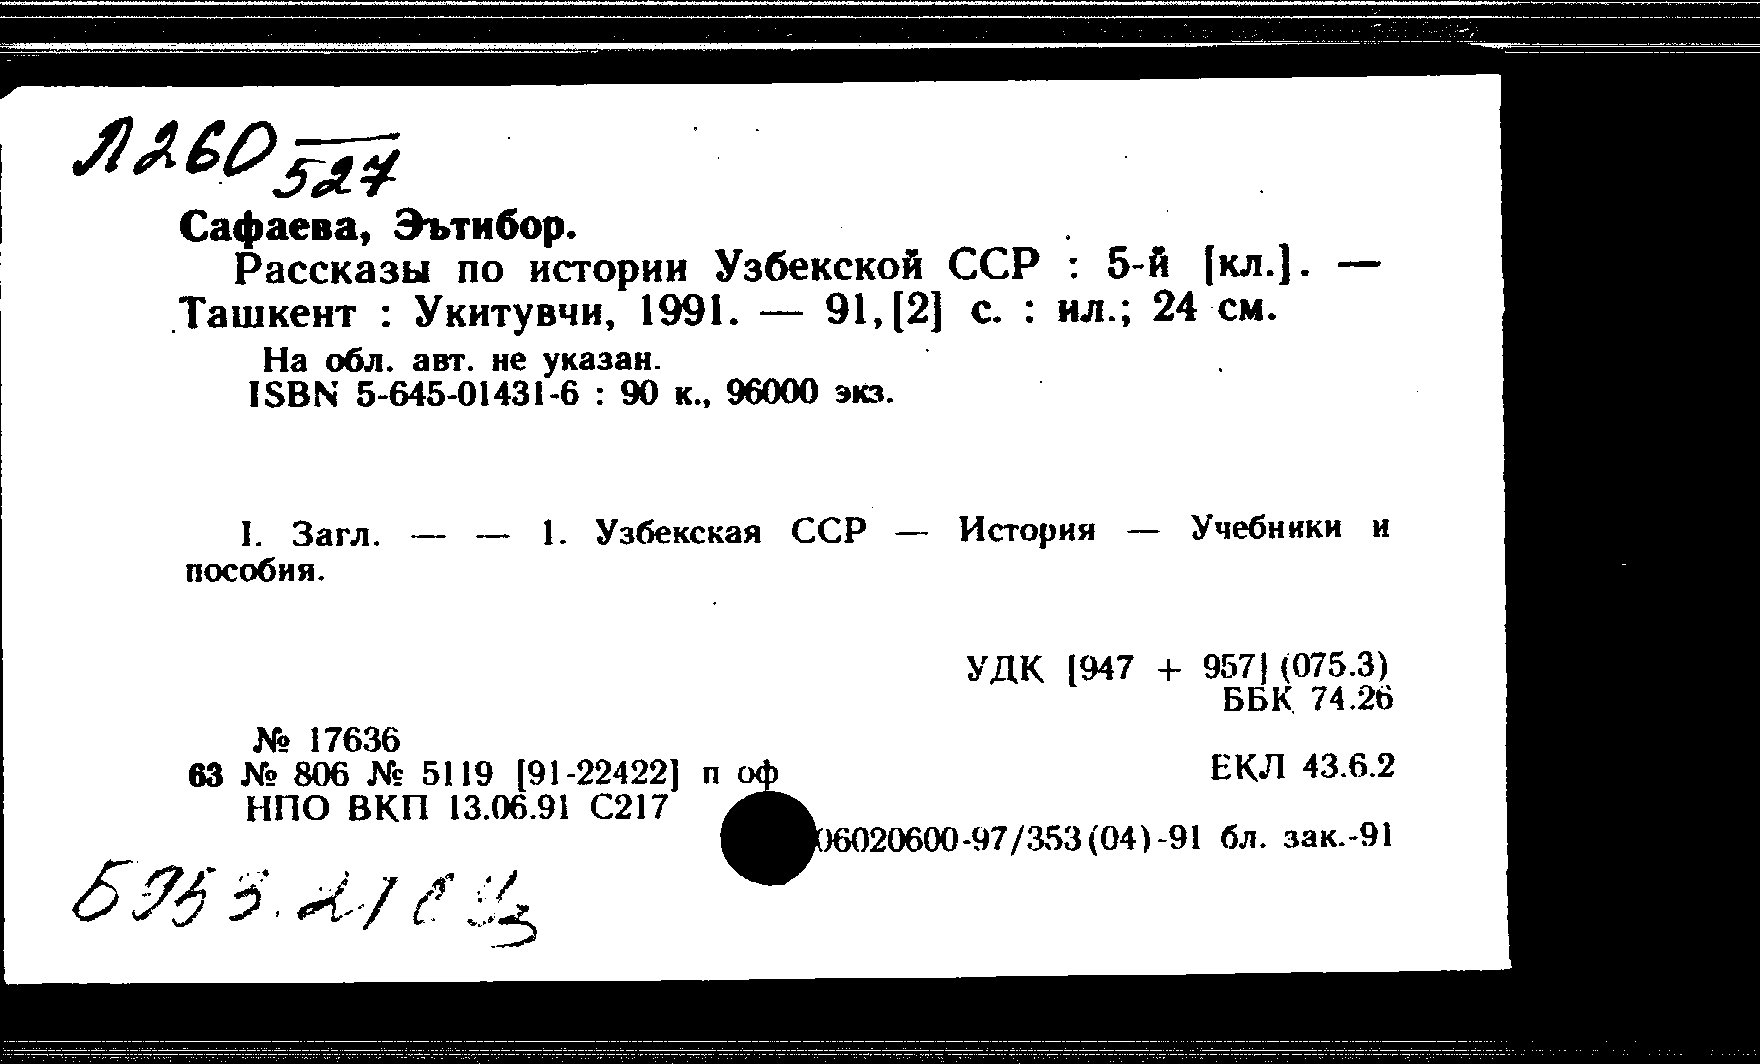 Л260
527
Сафаева, Эътибор.
Рассказы по истории Узбекской ССР : 5-й [кл.]. —
Ташкент : Укитувчи, 1991. — 91,[2] с. : ил.; 24 см.
На обл. авт. не указан.
ISBN 5-645-01431-6 : 90 к., 96000 экз.
I. Загл. — — 1. Узбекская ССР — История — Учебники и
пособия.
УДК [947 + 957] (075.3)
ББК 74.26
№ 17636
63 № 806 № 5119 [91-22422] п оф
ЕКЛ 43.6.2
НПО ВКП 13.06.91 С217
06020600-97/353(04)-91 бл. зак.-91